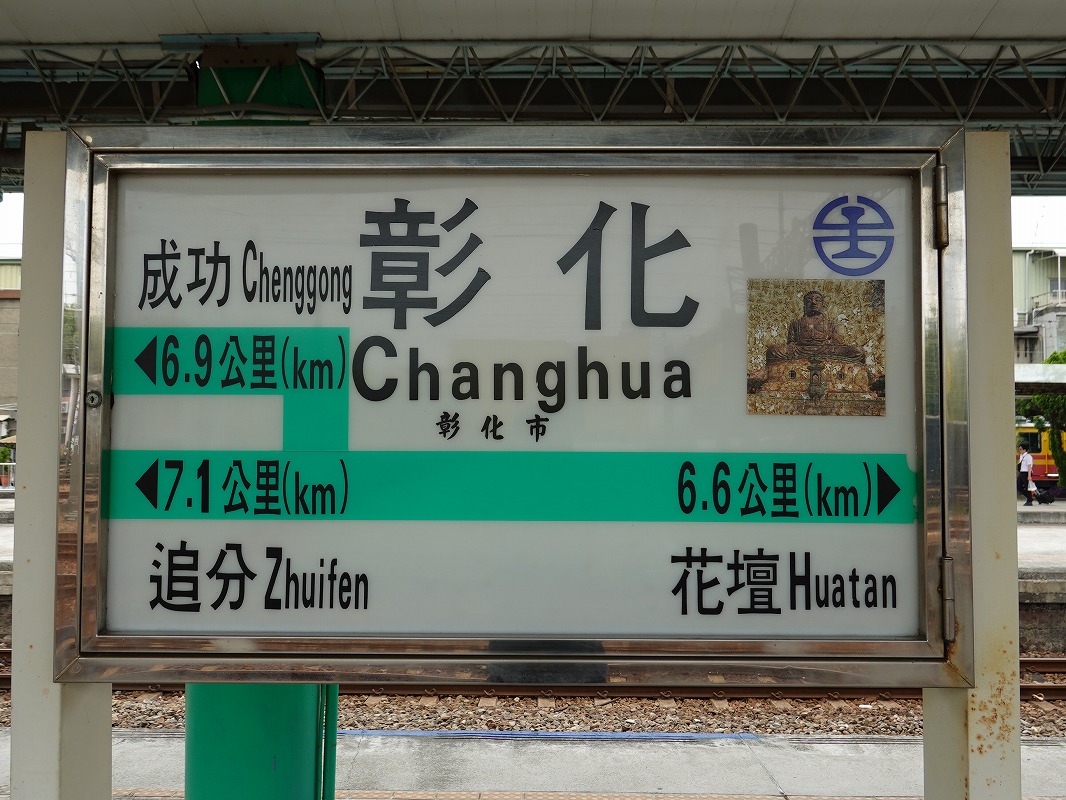 彰化
成功 Chenggong
6.9公里(km)
Changhua
彰化市
7.1公里(km)
6.6公里(km)
追分 Zhuifen
花壇 Huatan